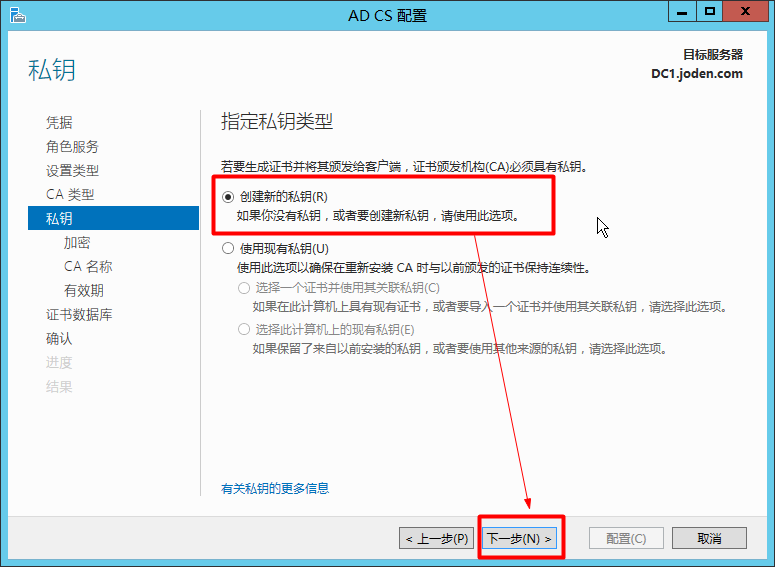 AD CS 配置
私钥
目标服务器
DC1.joden.com
凭据
角色服务
设置类型
CA 类型
私钥
加密
CA 名称
有效期
证书数据库
确认
进度
结果
指定私钥类型
若要生成证书并将其颁发给客户端，证书颁发机构(CA)必须具有私钥。
创建新的私钥(R)
如果你没有私钥，或者要创建新私钥，请使用此选项。
使用现有私钥(U)
使用此选项以确保在重新安装 CA 时与以前颁发的证书保持连续性。
选择一个证书并使用其关联私钥(C)
如果在此计算机上具有现有证书，或者要导入一个证书并使用其关联私钥，请选择此选项。
选择此计算机上的现有私钥(E)
如果保留了来自以前安装的私钥，或者要使用其他来源的私钥，请选择此选项。
有关私钥的更多信息
< 上一步(P)
下一步(N) >
配置(C)
取消